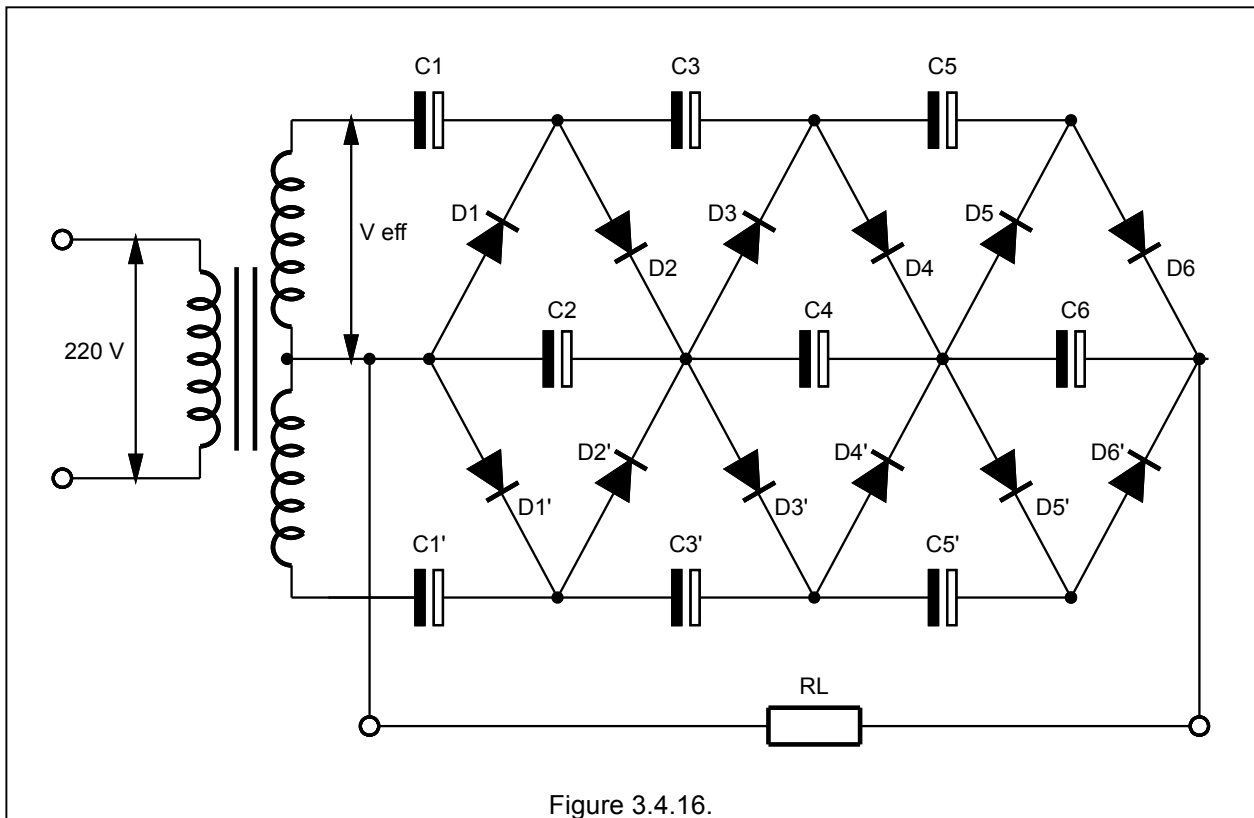 C1
C3
C5
D1
V eff
D3
D5
D2
D4
D6
C2
C4
C6
220 V
D2'
D4'
D6'
D1'
D3'
D5'
C1'
C3'
C5'
RL
Figure 3.4.16.